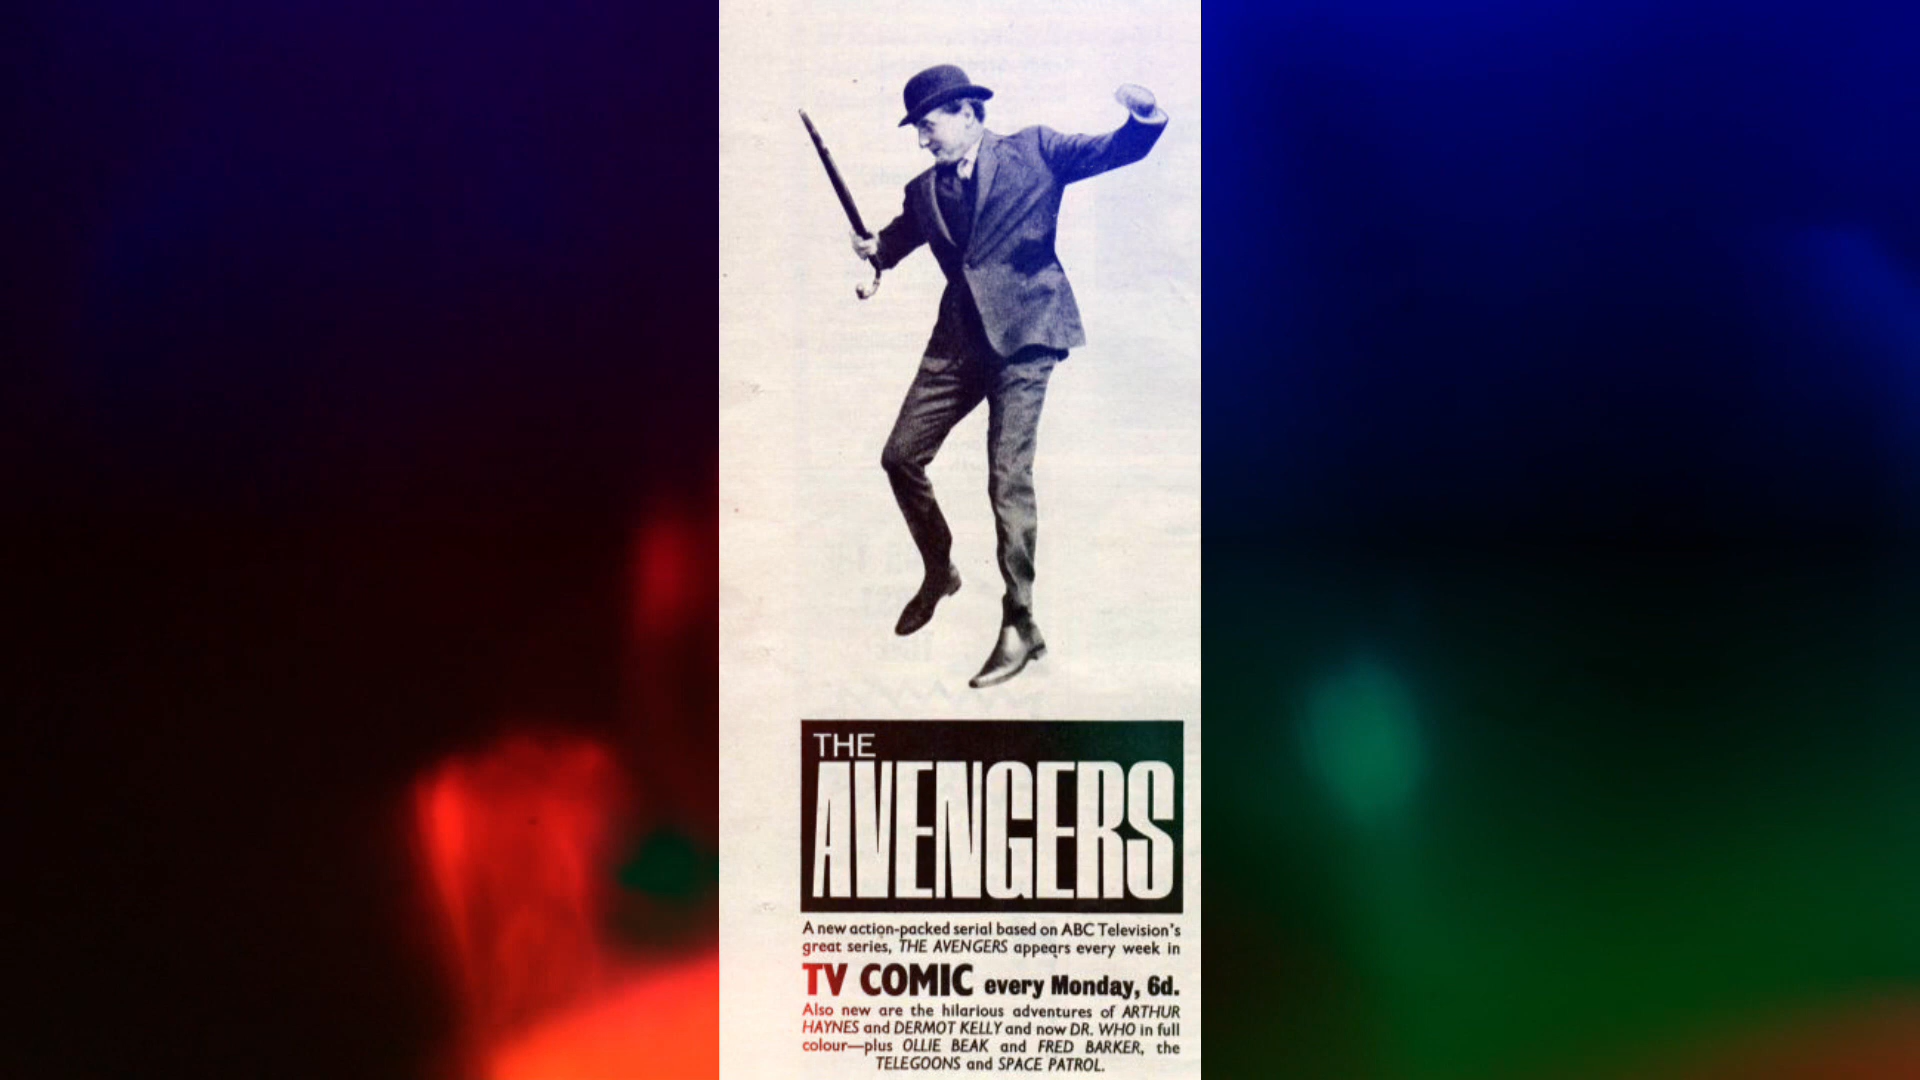 THE
AVENGERS
A new action-packed serial based on ABC Television's
great series, THE AVENGERS appears every week in
TV COMIC every Monday, 6d.
Also new are the hilarious adventures of ARTHUR
HAYNES and DERMOT KELLY and now DR. WHO in full
colour—plus OLLIE BEAK and FRED BARKER, the
TELEGOONS and SPACE PATROL.